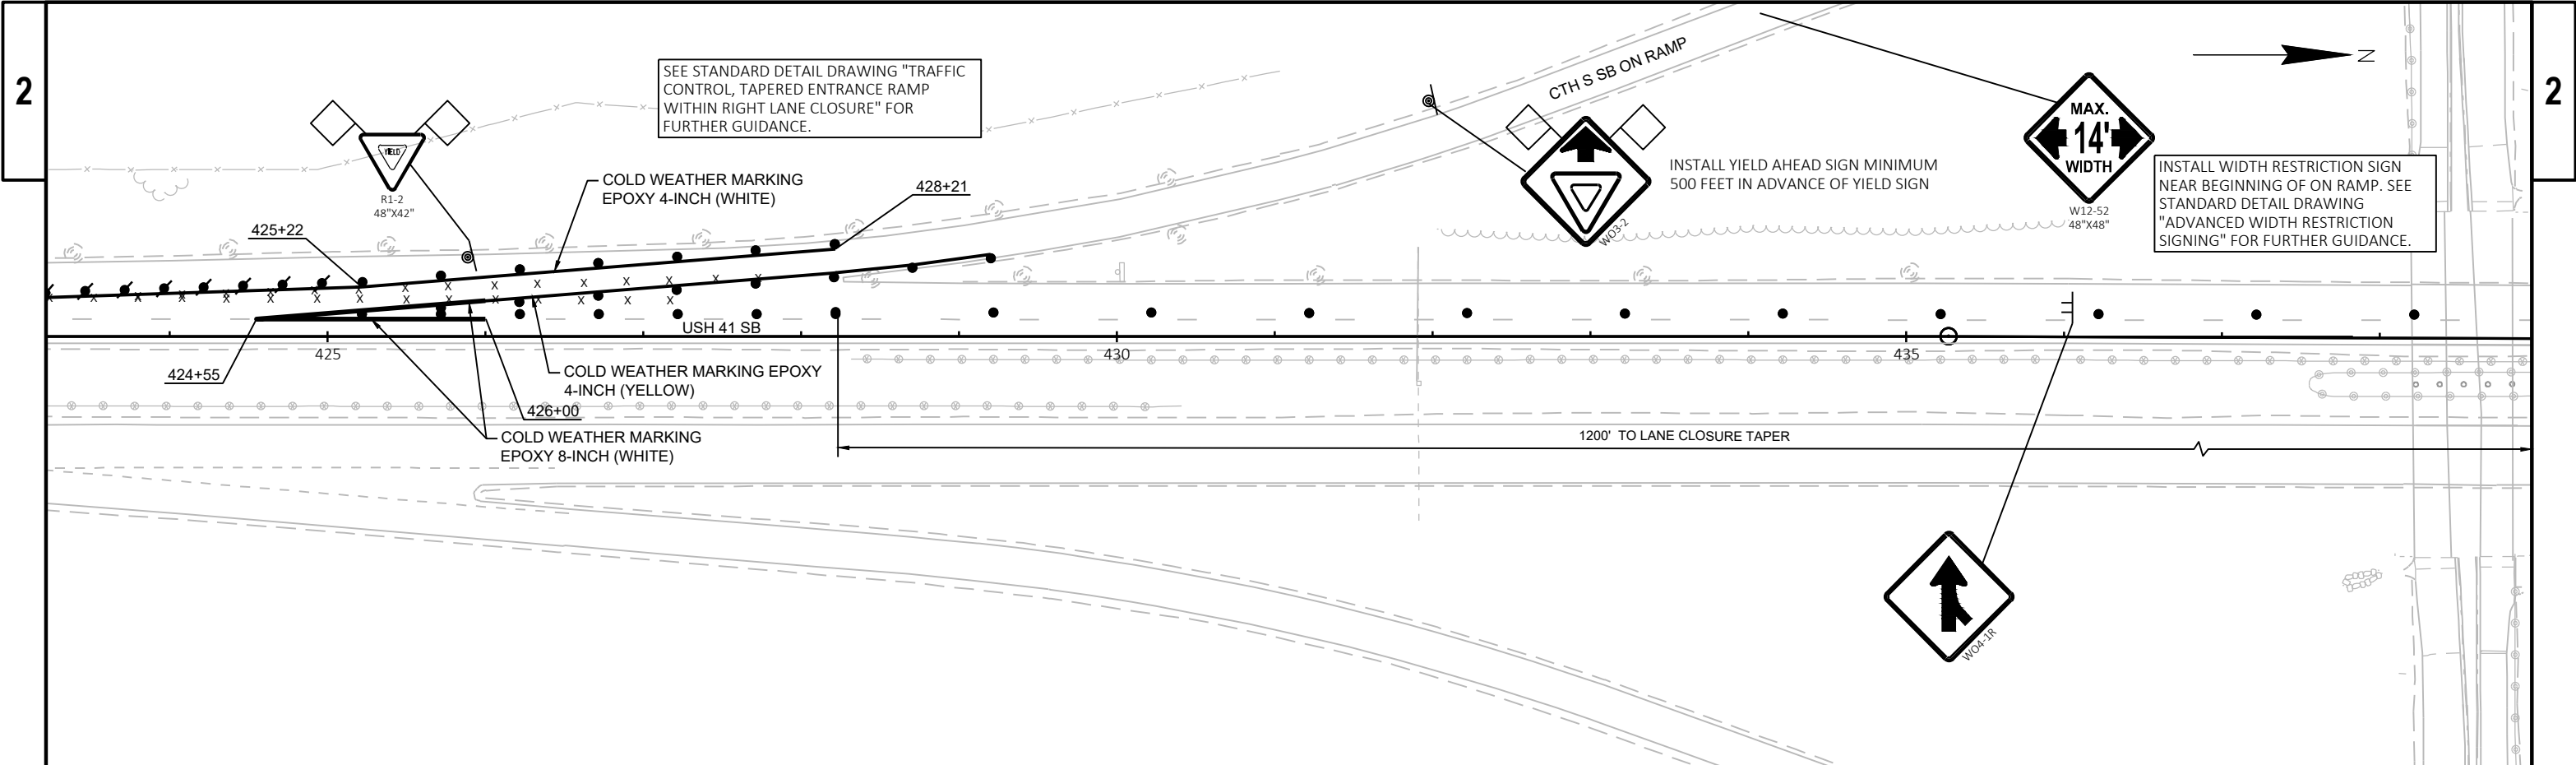 2
2
SEE STANDARD DETAIL DRAWING "TRAFFIC
CONTROL, TAPERED ENTRANCE RAMP
WITHIN RIGHT LANE CLOSURE" FOR
FURTHER GUIDANCE.
CTH S SB ON RAMP
N
YIELD
R1-2
48"X42"
COLD WEATHER MARKING
EPOXY 4-INCH (WHITE)
428+21
425+22
WO3-2
INSTALL YIELD AHEAD SIGN MINIMUM
500 FEET IN ADVANCE OF YIELD SIGN
MAX.
14'
WIDTH
W12-52
48"X48"
INSTALL WIDTH RESTRICTION SIGN
NEAR BEGINNING OF ON RAMP. SEE
STANDARD DETAIL DRAWING
"ADVANCED WIDTH RESTRICTION
SIGNING" FOR FURTHER GUIDANCE.
USH 41 SB
425
430
435
424+55
COLD WEATHER MARKING EPOXY
4-INCH (YELLOW)
426+00
COLD WEATHER MARKING
EPOXY 8-INCH (WHITE)
1200' TO LANE CLOSURE TAPER
WO4-1R